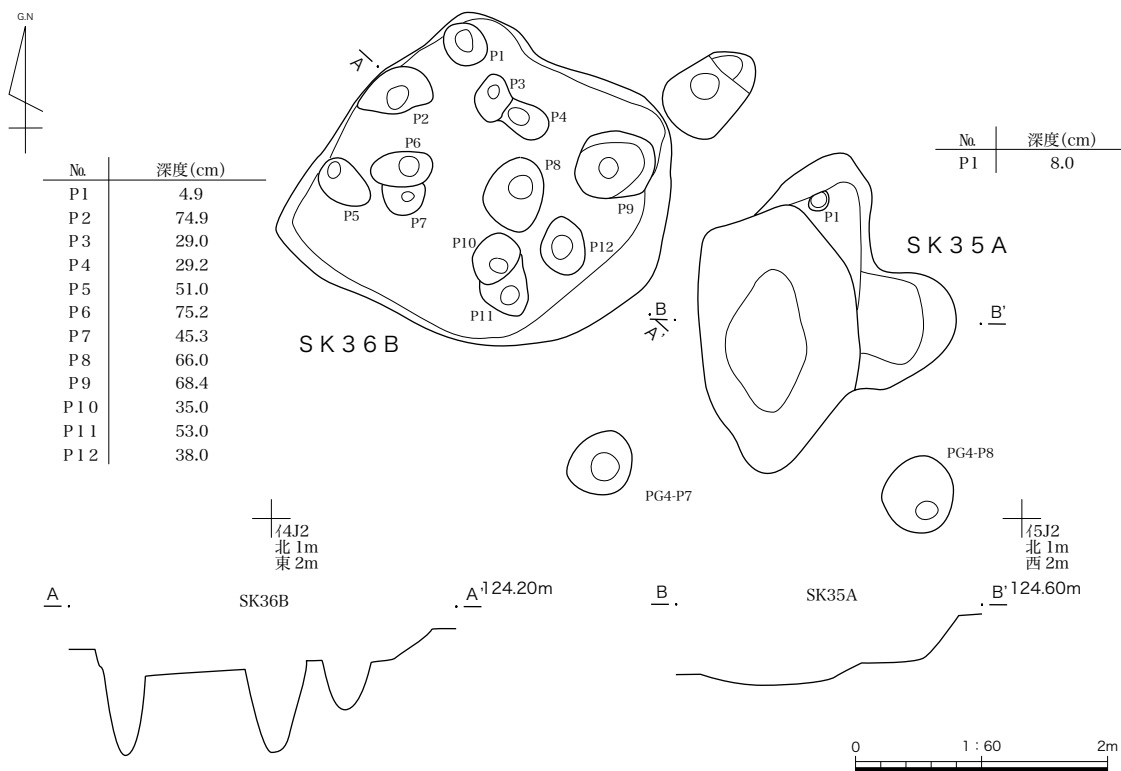 G.N
A
P1
P3
P2
P4
P6
P8
P5
P7
P9
P10
P12
P11
SK36B
№ 深度(cm)
P1 4.9
P2 74.9
P3 29.0
P4 29.2
P5 51.0
P6 75.2
P7 45.3
P8 66.0
P9 68.4
P10 35.0
P11 53.0
P12 38.0
№ 深度(cm)
P1 8.0
P1
SK35A
B
A'
B'
PG4-P7
PG4-P8
イ4J2
北 1m
東 2m
イ5J2
北 1m
西 2m
A SK36B A' 124.20m
B SK35A B' 124.60m
0 1:60 2m